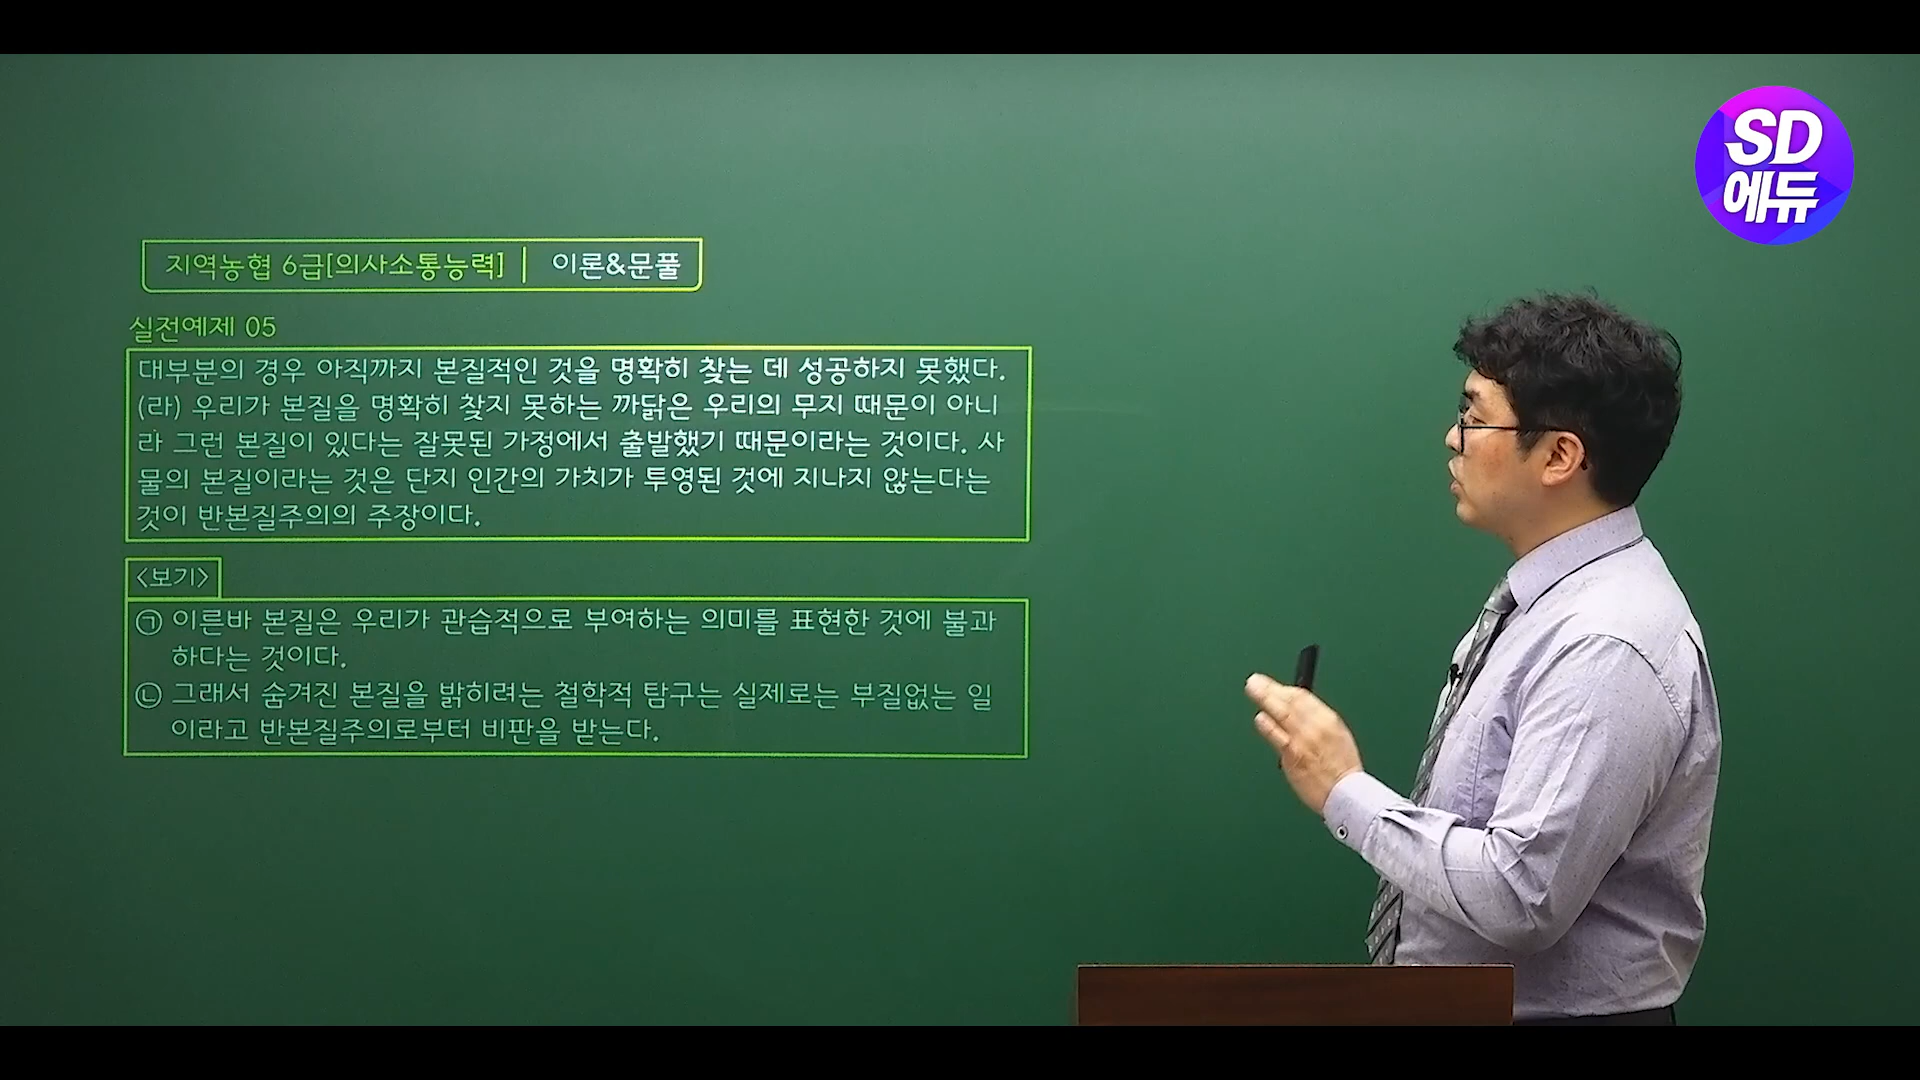 SD
에듀
지역농협 6급[의사소통능력] | 이론&문풀
실전예제 05
대부분의 경우 아직까지 본질적인 것을 명확히 찾는 데 성공하지 못했다.
(라) 우리가 본질을 명확히 찾지 못하는 까닭은 우리의 무지 때문이 아니
라 그런 본질이 있다는 잘못된 가정에서 출발했기 때문이라는 것이다. 사
물의 본질이라는 것은 단지 인간의 가치가 투영된 것에 지나지 않는다는
것이 반본질주의의 주장이다.
<보기>
㉠ 이른바 본질은 우리가 관습적으로 부여하는 의미를 표현한 것에 불과
하다는 것이다.
㉡ 그래서 숨겨진 본질을 밝히려는 철학적 탐구는 실제로는 부질없는 일
이라고 반본질주의로부터 비판을 받는다.